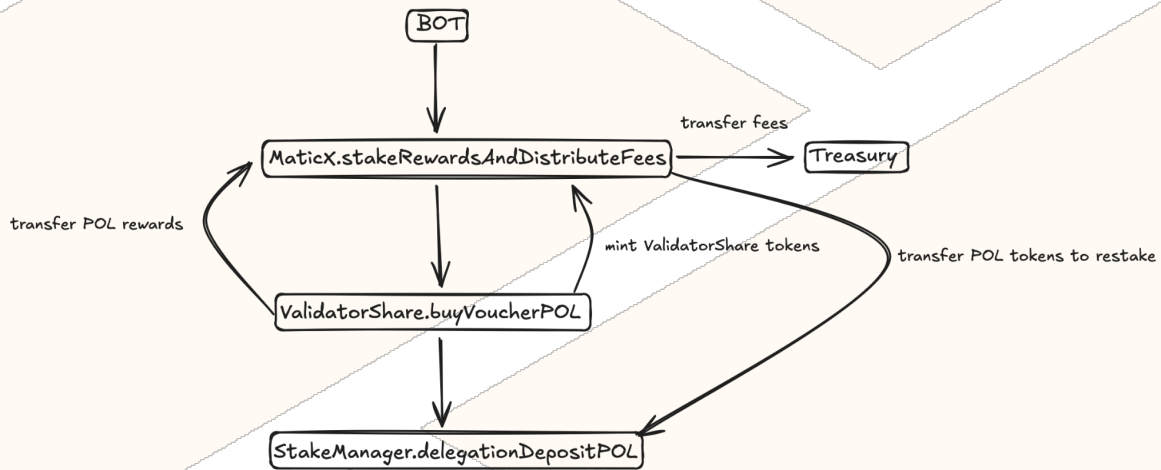 BOT
transfer fees
MaticX.stakeRewardsAndDistributeFees
Treasury
transfer POL rewards
mint ValidatorShare tokens
transfer POL tokens to restake
ValidatorShare.buyVoucherPOL
StakeManager.delegationDepositPOL